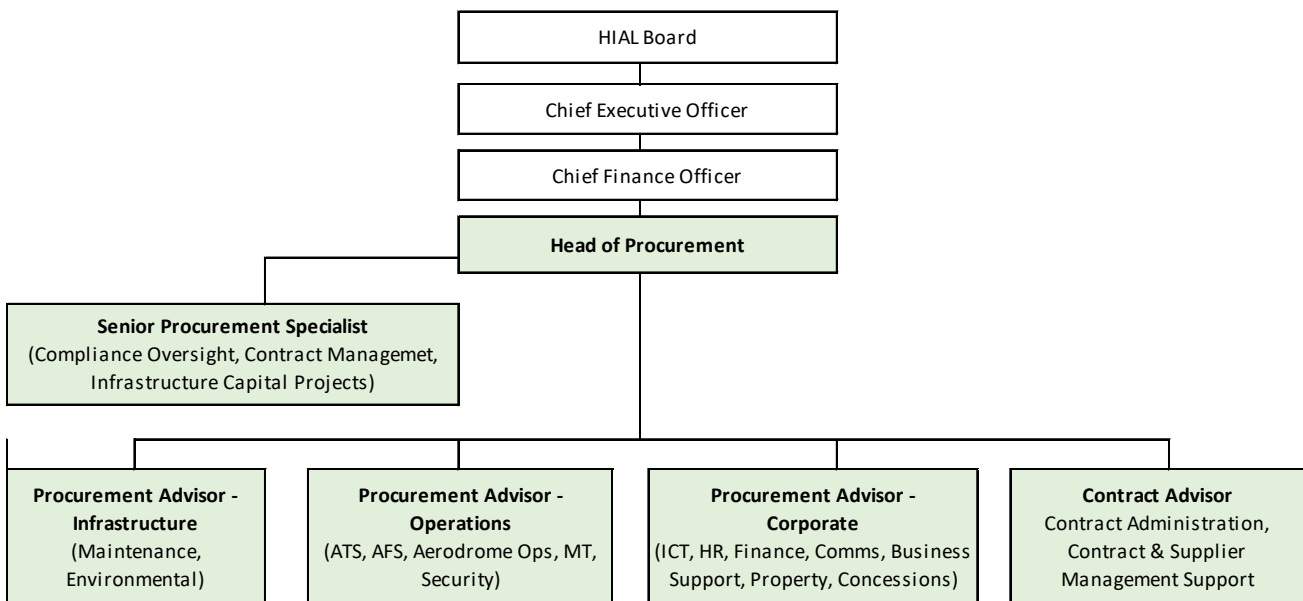 HIAL Board
Chief Executive Officer
Chief Finance Officer
Head of Procurement
Senior Procurement Specialist
(Compliance Oversight, Contract Managemet,
Infrastructure Capital Projects)
Procurement Advisor -
Infrastructure
(Maintenance,
Environmental)
Procurement Advisor -
Operations
(ATS, AFS, Aerodrome Ops, MT,
Security)
Procurement Advisor -
Corporate
(ICT, HR, Finance, Comms, Business
Support, Property, Concessions)
Contract Advisor
Contract Administration,
Contract & Supplier
Management Support